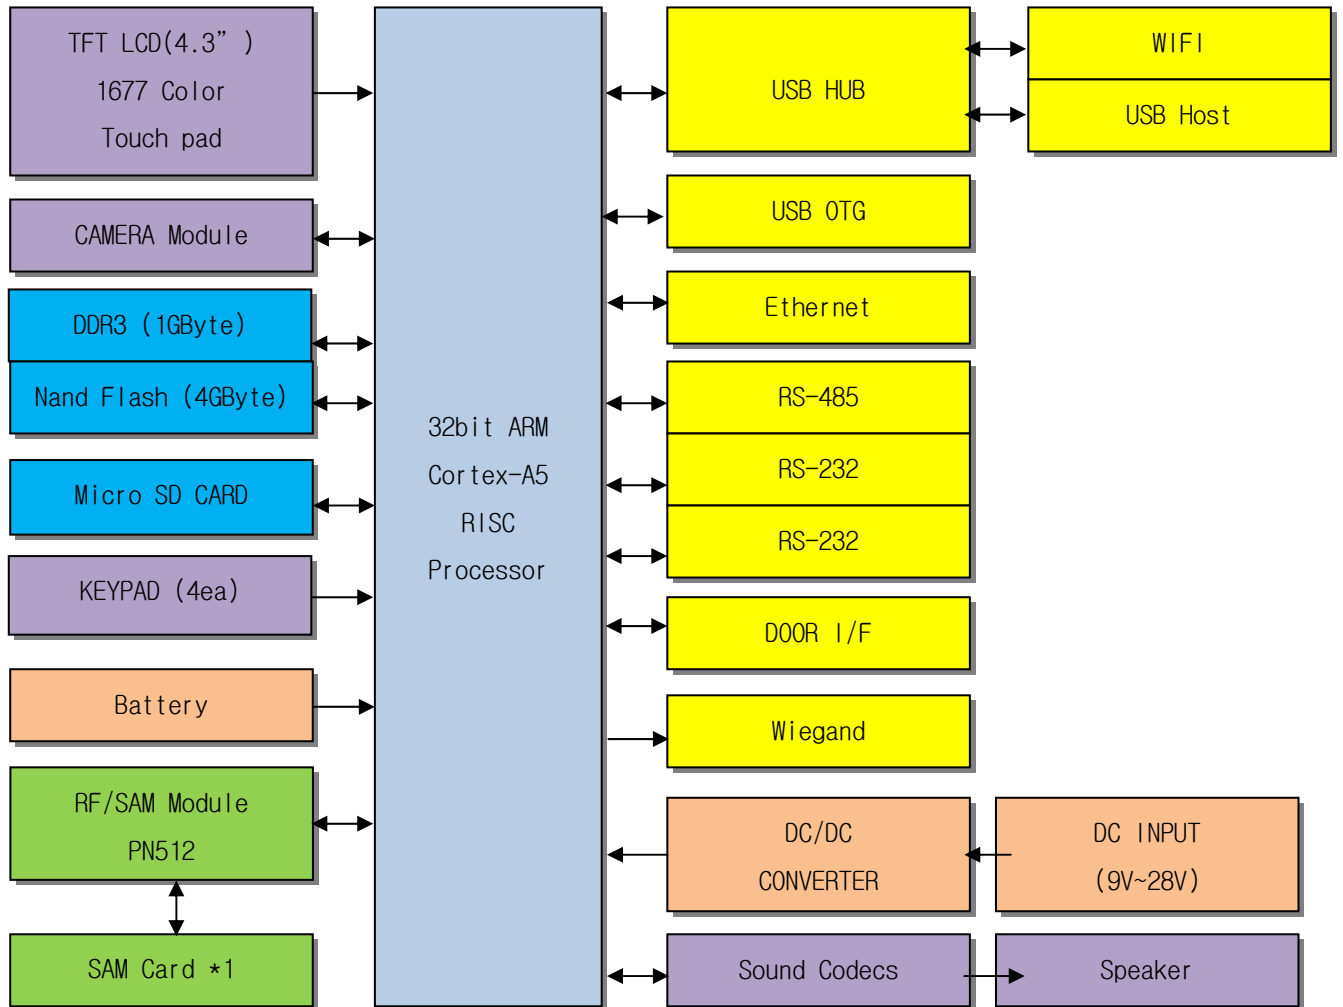 TFT LCD(4.3”)
1677 Color
Touch pad
CAMERA Module
DDR3 (1GByte)
Nand Flash (4GByte)
Micro SD CARD
KEYPAD (4ea)
Battery
RF/SAM Module
PN512
SAM Card *1
32bit ARM
Cortex-A5
RISC
Processor
USB HUB
WIFI
USB Host
USB OTG
Ethernet
RS-485
RS-232
RS-232
DOOR I/F
Wiegand
DC/DC
CONVERTER
DC INPUT
(9V~28V)
Sound Codecs
Speaker